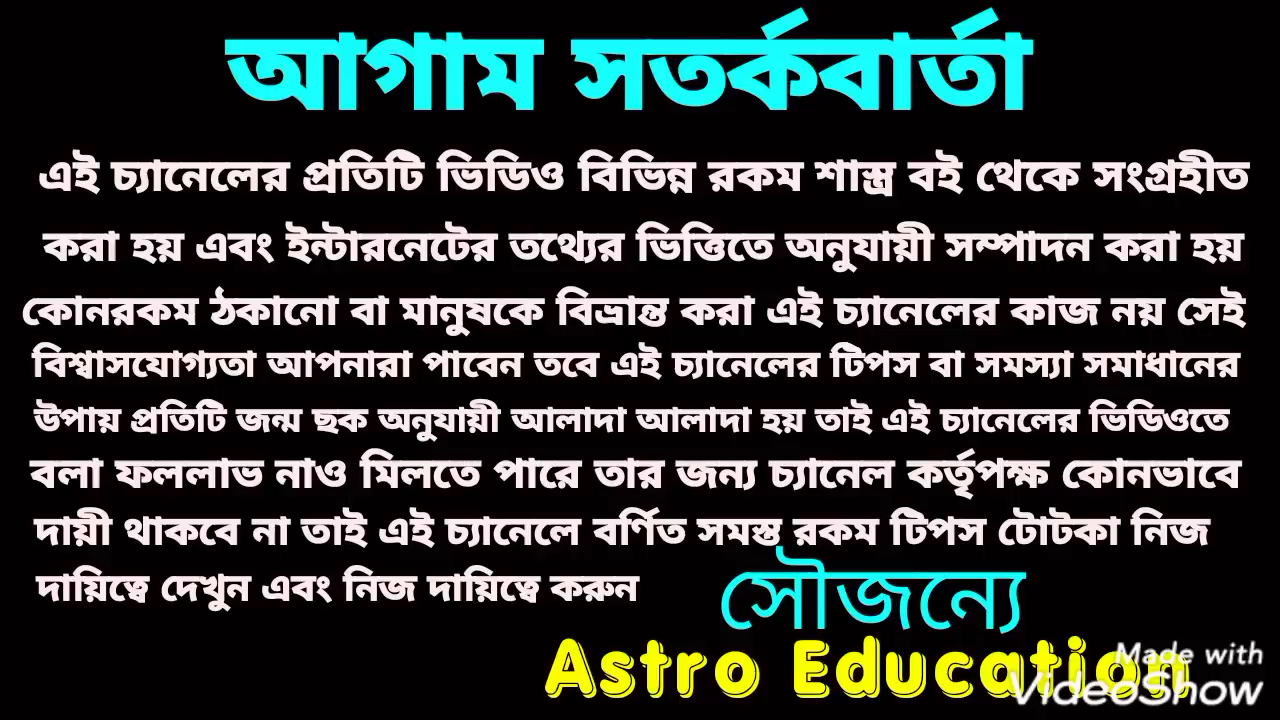 আগাম সতর্কবার্তা
এই চ্যানেলের প্রতিটি ভিডিও বিভিন্ন রকম শাস্ত্র বই থেকে সংগ্রহীত
করা হয় এবং ইন্টারনেটের তথ্যের ভিত্তিতে অনুযায়ী সম্পাদন করা হয়
কোনরকম ঠকানো বা মানুষকে বিভ্রান্ত করা এই চ্যানেলের কাজ নয় সেই
বিশ্বাসযোগ্যতা আপনারা পাবেন তবে এই চ্যানেলের টিপস বা সমস্যা সমাধানের
উপায় প্রতিটি জন্ম ছক অনুযায়ী আলাদা আলাদা হয় তাই এই চ্যানেলের ভিডিওতে
বলা ফললাভ নাও মিলতে পারে তার জন্য চ্যানেল কর্তৃপক্ষ কোনভাবে
দায়ী থাকবে না তাই এই চ্যানেলে বর্ণিত সমস্ত রকম টিপস টোটকা নিজ
দায়িত্বে দেখুন এবং নিজ দায়িত্বে করুন
সৌজন্যে
Astro Education
Made with
VideoShow